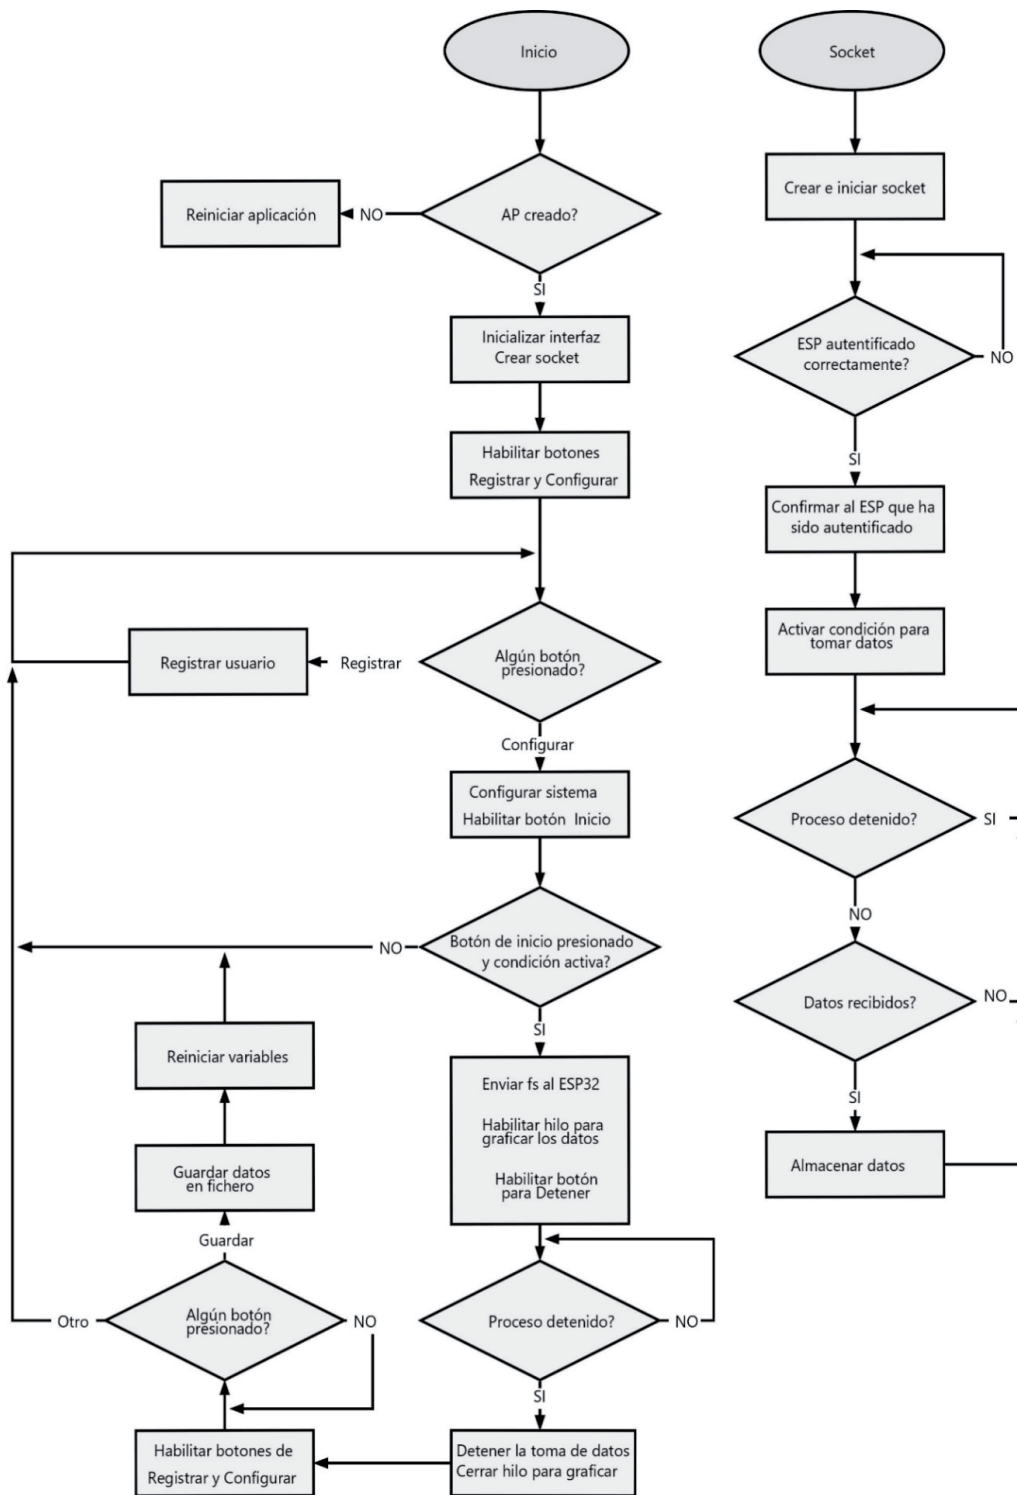 Inicio
AP creado?
NO
Reiniciar aplicación
SI
Inicializar interfaz
Crear socket
Habilitar botones
Registrar y Configurar
Algún botón
presionado?
Registrar
Registrar usuario
Configurar
Configurar sistema
Habilitar botón Inicio
Botón de inicio presionado
y condición activa?
NO
SI
Enviar fs al ESP32
Habilitar hilo para
graficar los datos
Habilitar botón
para Detener
Proceso detenido?
NO
SI
Detener la toma de datos
Cerrar hilo para graficar
Habilitar botones de
Registrar y Configurar
Algún botón
presionado?
NO
Otro
Guardar
Guardar datos
en fichero
Reiniciar variables
Socket
Crear e iniciar socket
ESP autentificado
correctamente?
NO
SI
Confirmar al ESP que ha
sido autentificado
Activar condición para
tomar datos
Proceso detenido?
SI
NO
Datos recibidos?
NO
SI
Almacenar datos